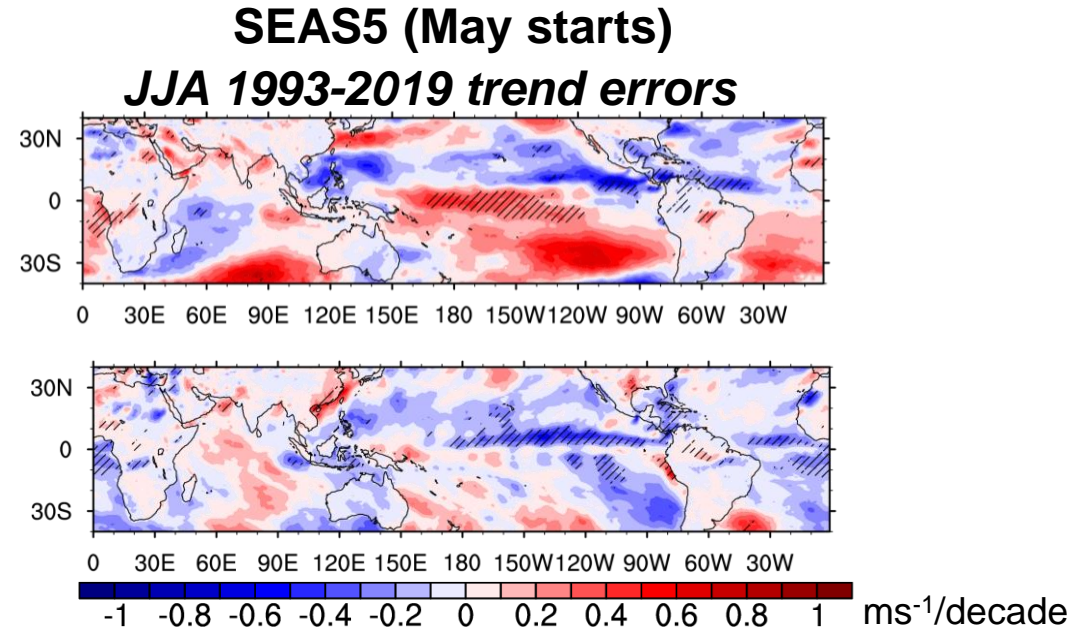 SEAS5 (May starts)
JJA 1993-2019 trend errors
30N
0
30S
0 30E 60E 90E 120E 150E 180 150W 120W 90W 60W 30W
30N
0
30S
0 30E 60E 90E 120E 150E 180 150W 120W 90W 60W 30W
-1 -0.8 -0.6 -0.4 -0.2 0 0.2 0.4 0.6 0.8 1 ms⁻¹/decade